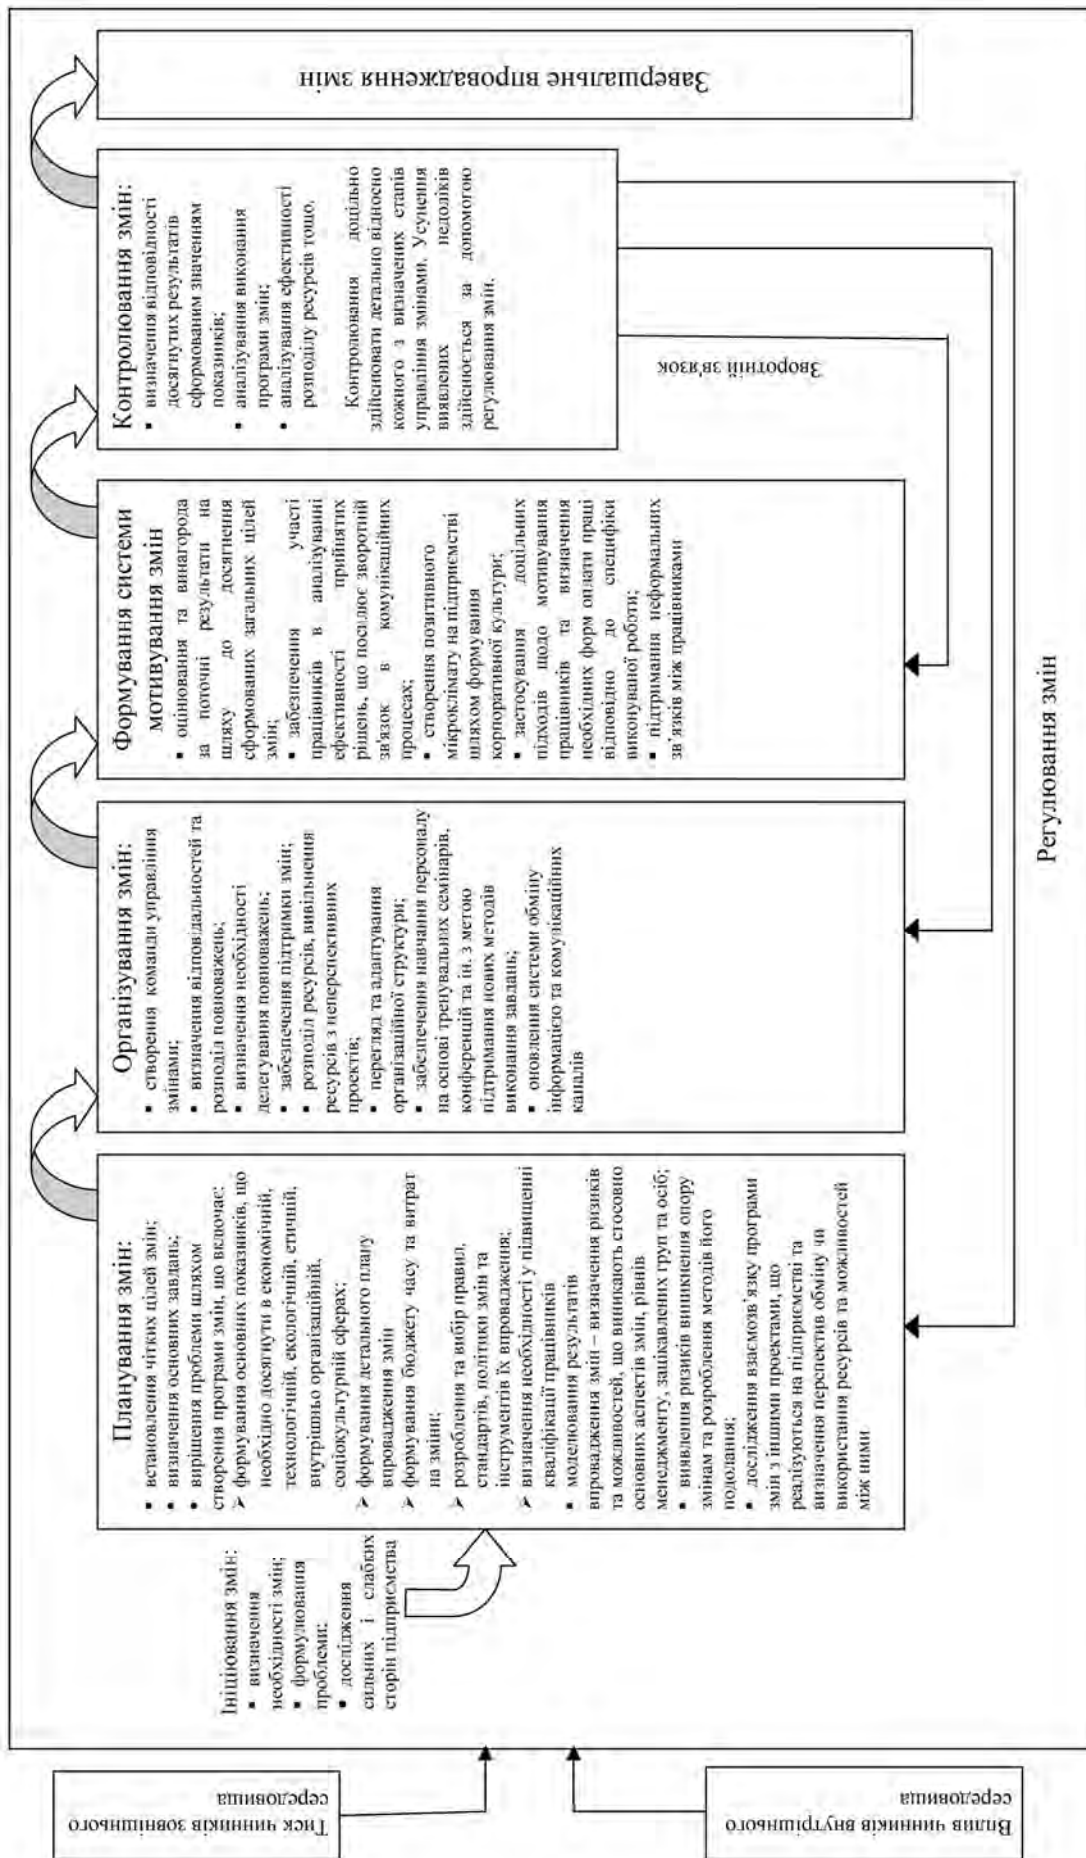 Тиск чинників зовнішнього
середовища
Вплив чинників внутрішнього
середовища
Ініціювання змін:
▪ визначення
необхідності змін;
▪ формулювання
проблеми;
▪ дослідження
сильних і слабких
сторін підприємства
Планування змін:
▪ встановлення чітких цілей змін;
▪ визначення основних завдань;
▪ вирішення проблеми шляхом
створення програми змін, що включає:
➢ формування основних показників, що
необхідно досягнути в економічній,
технологічній, екологічній, етичній,
внутрішньо організаційній,
соціокультурній сферах;
➢ формування детального плану
впровадження змін
➢ формування бюджету часу та витрат
на зміни;
➢ розроблення та вибір правил,
стандартів, політики змін та
інструментів їх впровадження;
➢ визначення необхідності у підвищенні
кваліфікації працівників
▪ моделювання результатів
впровадження змін – визначення ризиків
та можливостей, що виникають стосовно
основних аспектів змін, рівнів
менеджменту, зацікавлених груп та осіб;
▪ виявлення ризиків виникнення опору
змінам та розроблення методів його
подолання;
▪ дослідження взаємозв'язку програми
змін з іншими проектами, що
реалізуються на підприємстві та
визначення перспектив обміну чи
використання ресурсів та можливостей
між ними
Організування змін:
▪ створення команди управління
змінами;
▪ визначення відповідальностей та
розподіл повноважень;
▪ визначення необхідності
делегування повноважень;
▪ забезпечення підтримки змін;
▪ розподіл ресурсів, вивільнення
ресурсів з неперспективних
проектів;
▪ перегляд та адаптування
організаційної структури;
▪ забезпечення навчання персоналу
на основі тренувальних семінарів,
конференцій та ін. з метою
підтримання нових методів
виконання завдань;
▪ оновлення системи обміну
інформацією та комунікаційних
каналів
Формування системи
мотивування змін
▪ оцінювання та винагорода
за поточні результати на
шляху до досягнення
сформованих загальних цілей
змін;
▪ забезпечення участі
працівників в аналізуванні
ефективності прийнятих
рішень, що посилює зворотий
зв'язок в комунікаційних
процесах;
▪ створення позитивного
мікроклімату на підприємстві
шляхом формування
корпоративної культури;
▪ застосування доцільних
підходів щодо мотивування
працівників та визначення
необхідних форм оплати праці
відповідно до специфіки
виконуваної роботи;
▪ підтримання неформальних
зв'язків між працівниками
Контролювання змін:
▪ визначення відповідності
досягнутих результатів
сформованим значенням
показників;
▪ аналізування виконання
програми змін;
▪ аналізування ефективності
розподілу ресурсів тощо.
Контролювання доцільно
здійснювати детально відносно
кожного з визначених етапів
управління змінами. Усунення
виявлених недоліків
здійснюється за допомогою
регулювання змін.
Завершальне впровадження змін
Зворотний зв'язок
Регулювання змін